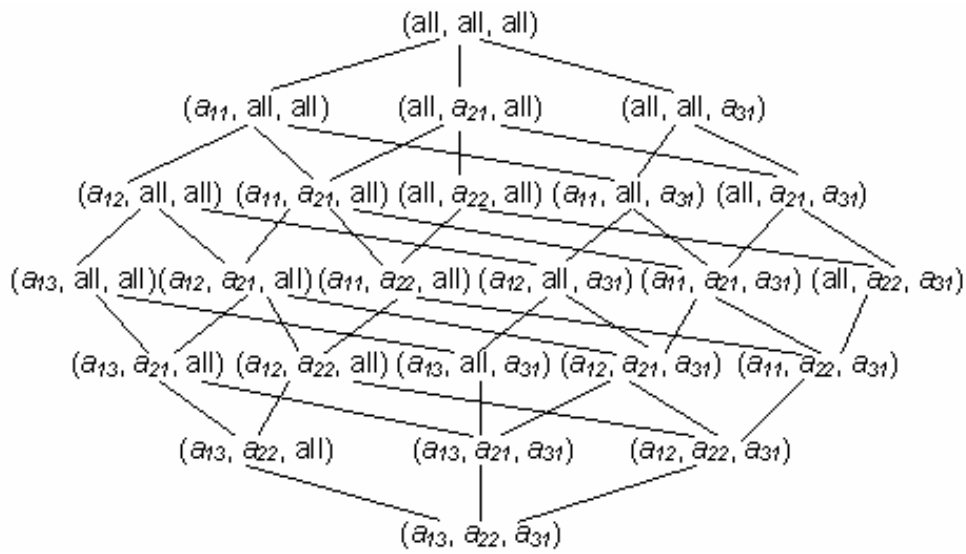 (all, all, all)
(a₁₁, all, all) (all, a₂₁, all) (all, all, a₃₁)
(a₁₂, all, all) (a₁₁, a₂₁, all) (all, a₂₂, all) (a₁₁, all, a₃₁) (all, a₂₁, a₃₁)
(a₁₃, all, all) (a₁₂, a₂₁, all) (a₁₁, a₂₂, all) (a₁₂, all, a₃₁) (a₁₁, a₂₁, a₃₁) (all, a₂₂, a₃₁)
(a₁₃, a₂₁, all) (a₁₂, a₂₂, all) (a₁₃, all, a₃₁) (a₁₂, a₂₁, a₃₁) (a₁₁, a₂₂, a₃₁)
(a₁₃, a₂₂, all) (a₁₃, a₂₁, a₃₁) (a₁₂, a₂₂, a₃₁)
(a₁₃, a₂₂, a₃₁)